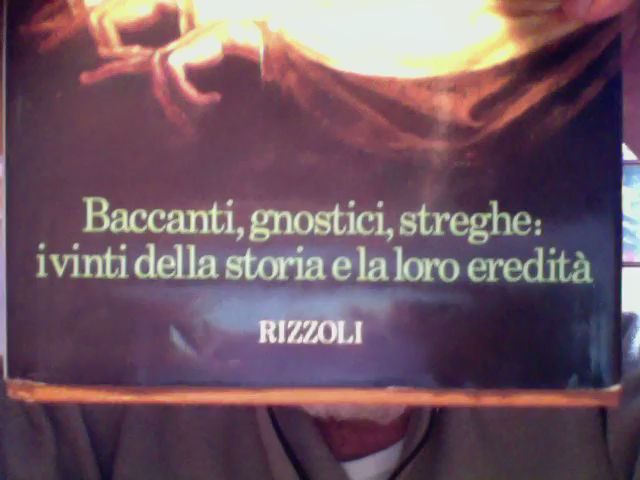 Baccanti, gnostici, streghe:
i vinti della storia e la loro eredità
RIZZOLI